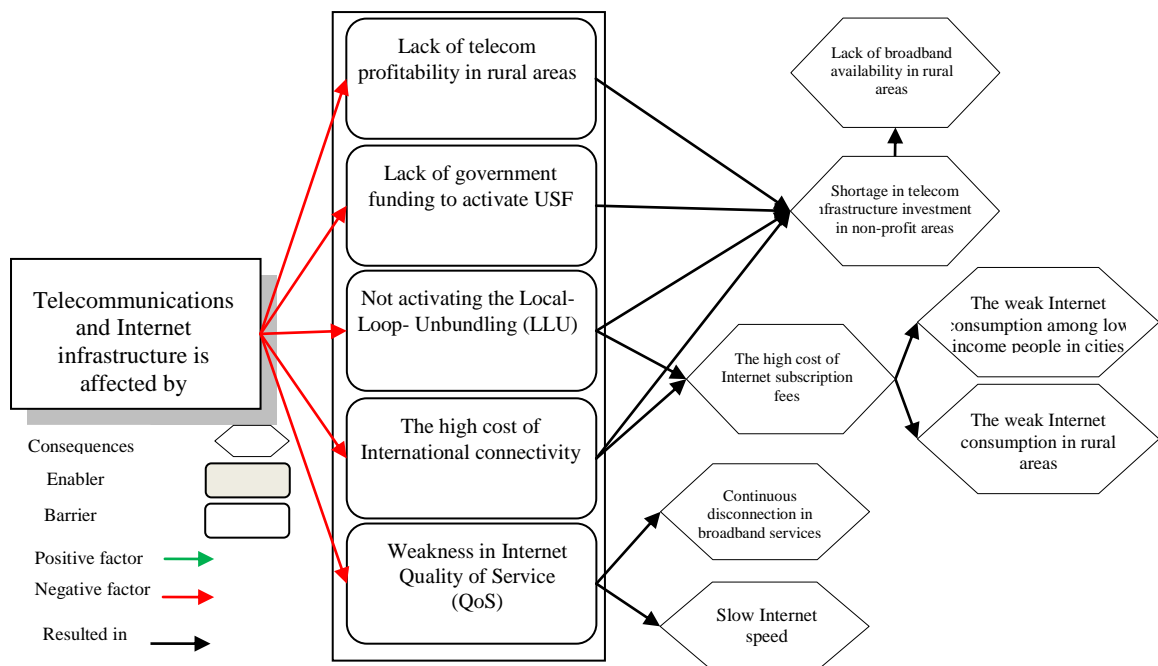 Telecommunications
and Internet
infrastructure is
affected by
Consequences
Enabler
Barrier
Positive factor
Negative factor
Resulted in
Lack of telecom
profitability in rural areas
Lack of government
funding to activate USF
Not activating the Local-
Loop- Unbundling (LLU)
The high cost of
International connectivity
Weakness in Internet
Quality of Service
(QoS)
Lack of broadband
availability in rural
areas
Shortage in telecom
nfrastructure investment
in non-profit areas
The high cost of
Internet subscription
fees
The weak Internet
consumption among low
income people in cities
The weak Internet
consumption in rural
areas
Continuous
disconnection in
broadband services
Slow Internet
speed